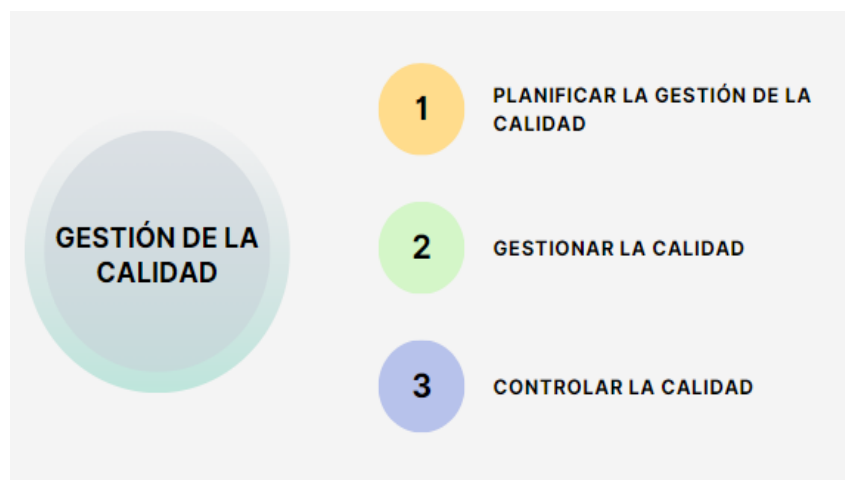 GESTIÓN DE LA
CALIDAD
1
PLANIFICAR LA GESTIÓN DE LA
CALIDAD
2
GESTIONAR LA CALIDAD
3
CONTROLAR LA CALIDAD